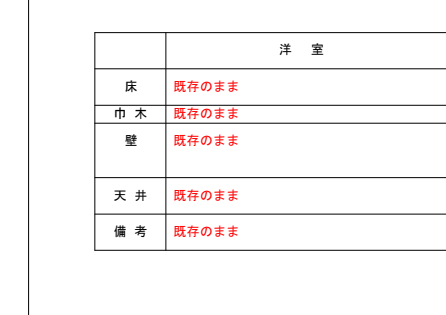 洋 室
床 既存のまま
巾 木 既存のまま
壁 既存のまま
天 井 既存のまま
備 考 既存のまま